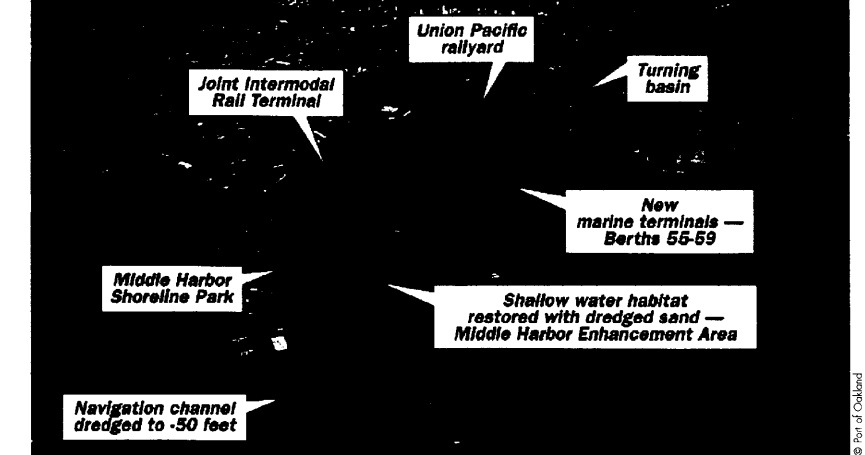 Union Pacific
railyard
Turning
basin
Joint Intermodal
Rail Terminal
New
marine terminals —
Berths 55-59
Middle Harbor
Shoreline Park
Shallow water habitat
restored with dredged sand —
Middle Harbor Enhancement Area
Navigation channel
dredged to -50 feet
© Port of Oakland